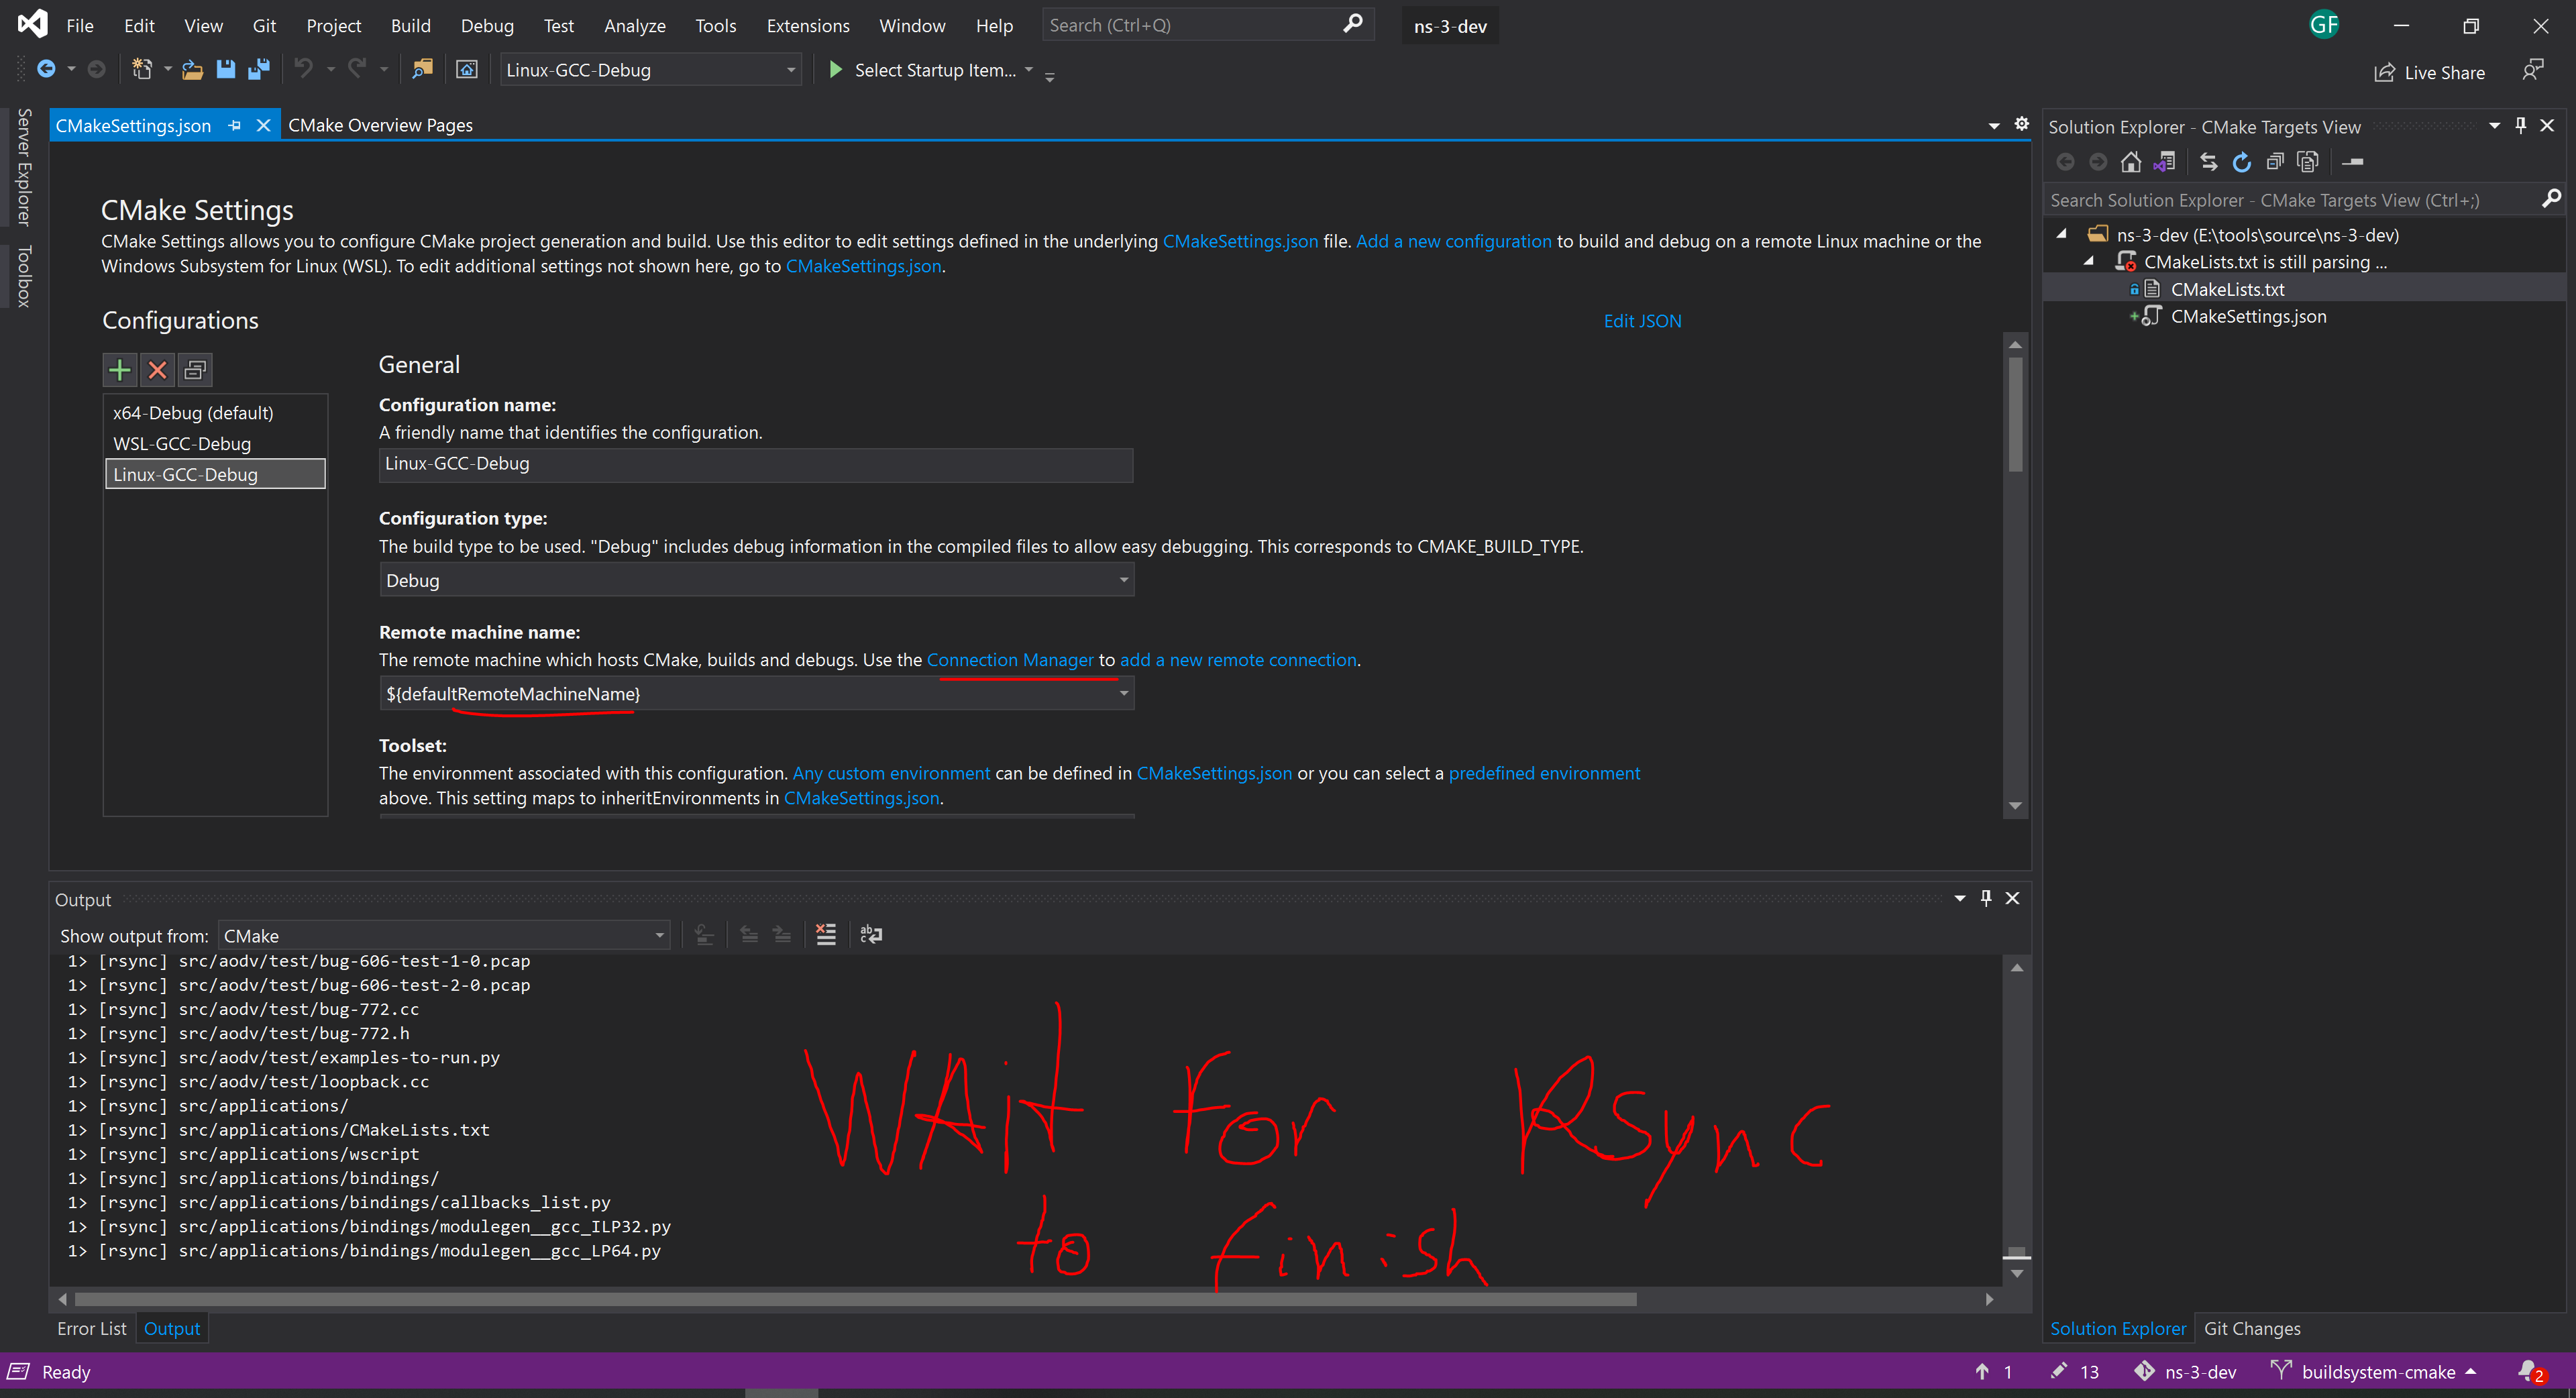 File Edit View Git Project Build Debug Test Analyze Tools Extensions Window Help Search (Ctrl+Q) ns-3-dev GF
Linux-GCC-Debug Select Startup Item... Live Share
Server Explorer
Toolbox
CMakeSettings.json CMake Overview Pages
CMake Settings
CMake Settings allows you to configure CMake project generation and build. Use this editor to edit settings defined in the underlying CMakeSettings.json file. Add a new configuration to build and debug on a remote Linux machine or the
Windows Subsystem for Linux (WSL). To edit additional settings not shown here, go to CMakeSettings.json.
Configurations
Edit JSON
x64-Debug (default)
WSL-GCC-Debug
Linux-GCC-Debug
General
Configuration name:
A friendly name that identifies the configuration.
Linux-GCC-Debug
Configuration type:
The build type to be used. "Debug" includes debug information in the compiled files to allow easy debugging. This corresponds to CMAKE_BUILD_TYPE.
Debug
Remote machine name:
The remote machine which hosts CMake, builds and debugs. Use the Connection Manager to add a new remote connection.
${defaultRemoteMachineName}
Toolset:
The environment associated with this configuration. Any custom environment can be defined in CMakeSettings.json or you can select a predefined environment
above. This setting maps to inheritEnvironments in CMakeSettings.json.
Output
Show output from: CMake
1> [rsync] src/aodv/test/bug-606-test-1-0.pcap
1> [rsync] src/aodv/test/bug-606-test-2-0.pcap
1> [rsync] src/aodv/test/bug-772.cc
1> [rsync] src/aodv/test/bug-772.h
1> [rsync] src/aodv/test/examples-to-run.py
1> [rsync] src/aodv/test/loopback.cc
1> [rsync] src/applications/
1> [rsync] src/applications/CMakeLists.txt
1> [rsync] src/applications/wscript
1> [rsync] src/applications/bindings/
1> [rsync] src/applications/bindings/callbacks_list.py
1> [rsync] src/applications/bindings/modulegen__gcc_ILP32.py
1> [rsync] src/applications/bindings/modulegen__gcc_LP64.py
WAit For Rsync
to finish
Error List Output
Solution Explorer - CMake Targets View
Search Solution Explorer - CMake Targets View (Ctrl+;)
ns-3-dev (E:\tools\source\ns-3-dev)
CMakeLists.txt is still parsing ...
CMakeLists.txt
CMakeSettings.json
Solution Explorer Git Changes
Ready 1 13 ns-3-dev buildsystem-cmake 2